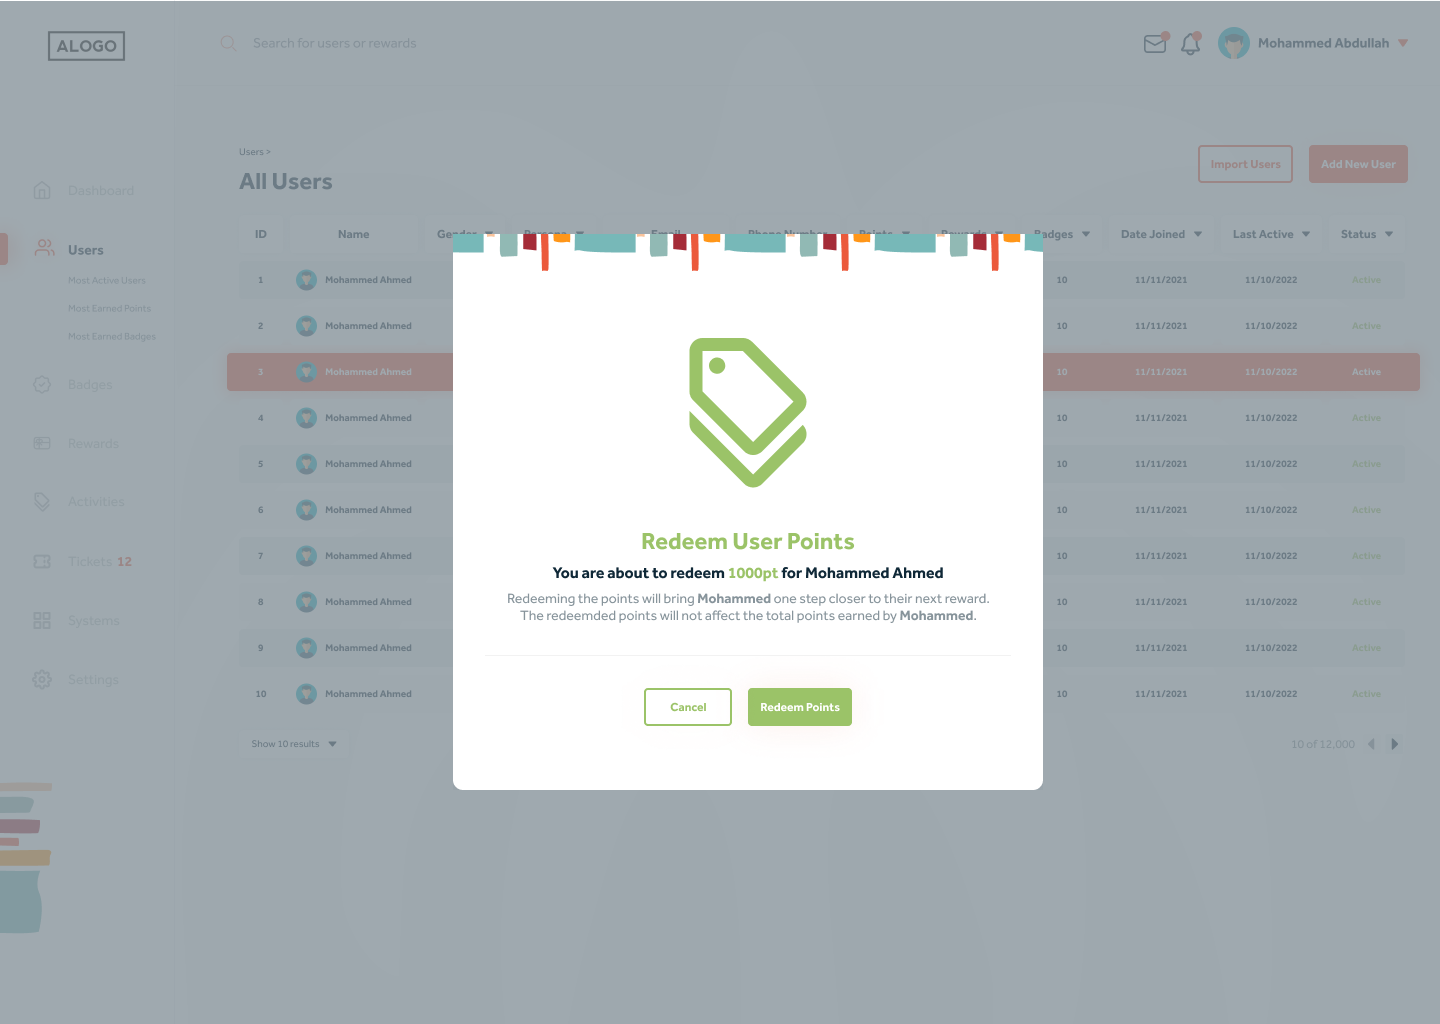 ALOGO
Search for users or rewards
Mohammed Abdullah
Users >
All Users
Import Users
Add New User
Dashboard
Users
Most Active Users
Most Earned Points
Most Earned Badges
Badges
Rewards
Activities
Tickets 12
Systems
Settings
ID Name Gender Persona Email Phone Number Points Rewards Badges Date Joined Last Active Status
1 Mohammed Ahmed 10 11/11/2021 11/10/2022 Active
2 Mohammed Ahmed 10 11/11/2021 11/10/2022 Active
3 Mohammed Ahmed 10 11/11/2021 11/10/2022 Active
4 Mohammed Ahmed 10 11/11/2021 11/10/2022 Active
5 Mohammed Ahmed 10 11/11/2021 11/10/2022 Active
6 Mohammed Ahmed 10 11/11/2021 11/10/2022 Active
7 Mohammed Ahmed 10 11/11/2021 11/10/2022 Active
8 Mohammed Ahmed 10 11/11/2021 11/10/2022 Active
9 Mohammed Ahmed 10 11/11/2021 11/10/2022 Active
10 Mohammed Ahmed 10 11/11/2021 11/10/2022 Active
Show 10 results
10 of 12,000
Redeem User Points
You are about to redeem 1000pt for Mohammed Ahmed
Redeeming the points will bring Mohammed one step closer to their next reward.
The redeemded points will not affect the total points earned by Mohammed.
Cancel
Redeem Points